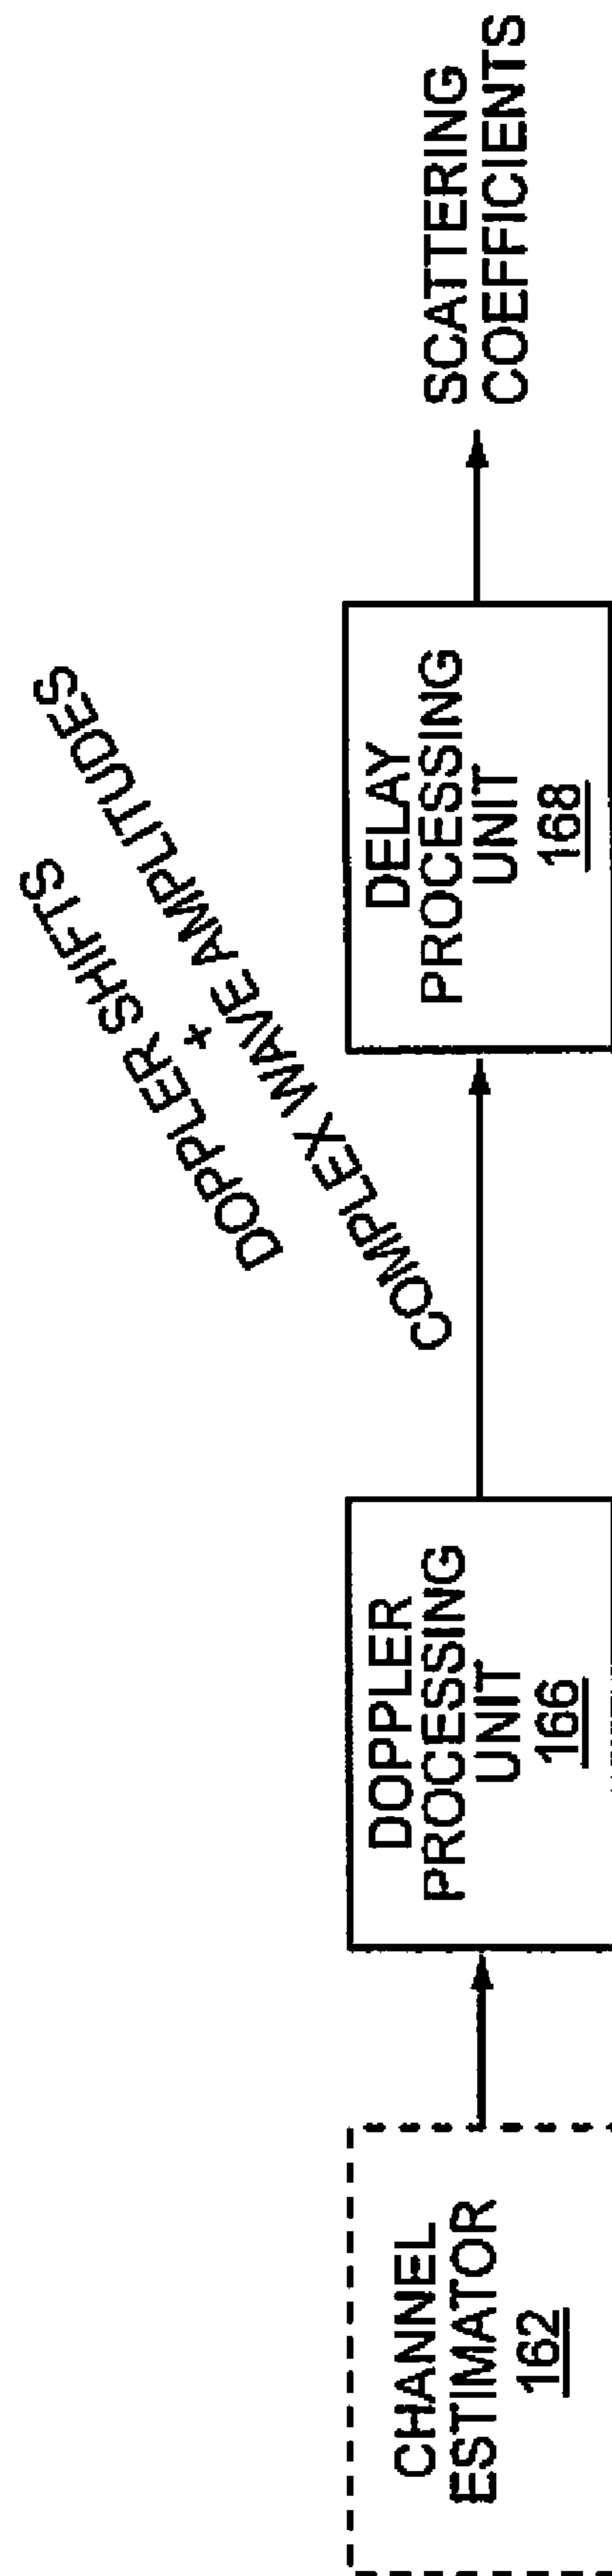 CHANNEL
ESTIMATOR
162
DOPPLER
PROCESSING
UNIT
166
DOPPLER SHIFTS
+
COMPLEX WAVE AMPLITUDES
DELAY
PROCESSING
UNIT
168
SCATTERING
COEFFICIENTS